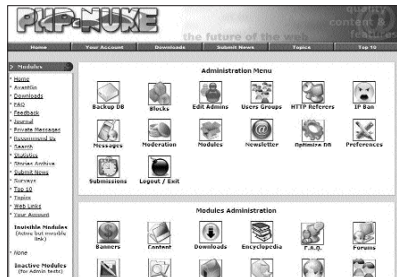 PHP-NUKE
quality
content &
the future of the web
features
Home Your Account Downloads Submit News Topics Top 10
Modules
Home
AvantGo
Downloads
FAQ
Feedback
Journal
Private Messages
Recommend Us
Search
Statistics
Stories Archive
Submit News
Surveys
Top 10
Topics
Web Links
Your Account
Invisible Modules
(Active but invisible
link)
None
Inactive Modules
(for Admin tests)
Administration Menu
Backup DB Blocks Edit Admins Users Groups HTTP Referers IP Ban
Messages Moderation Modules Newsletter Optimize DB Preferences
Submissions Logout / Exit
Modules Administration
Banners Content Downloads Encyclopedia F.A.Q. Forums